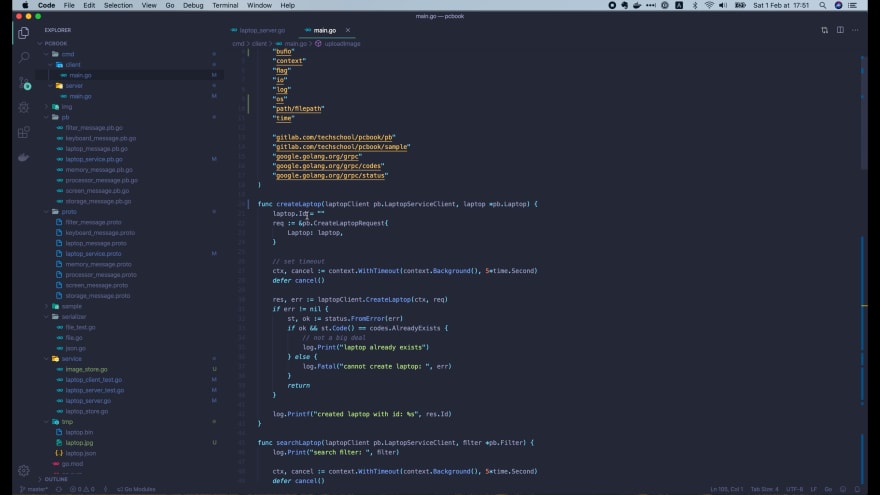 Code File Edit Selection View Go Debug Terminal Window Help
Sat 1 Feb at 17:51
main.go — pcbook
EXPLORER
PCBOOK
cmd
client
main.go M
server
main.go M
img
pb
filter_message.pb.go
keyboard_message.pb.go
laptop_message.pb.go
laptop_service.pb.go M
memory_message.pb.go
processor_message.pb.go
screen_message.pb.go
storage_message.pb.go
proto
filter_message.proto
keyboard_message.proto
laptop_message.proto
laptop_service.proto M
memory_message.proto
processor_message.proto
screen_message.proto
storage_message.proto
sample
serializer
file_test.go
file.go
json.go
service
image_store.go U
laptop_client_test.go M
laptop_server_test.go M
laptop_server.go M
laptop_store.go
tmp
laptop.bin
laptop.jpg U
laptop.json
go.mod
OUTLINE
laptop_server.go main.go
cmd › client › main.go › uploadImage
"bufio"
"context"
"flag"
"io"
"log"
"os"
"path/filepath"
"time"
"gitlab.com/techschool/pcbook/pb"
"gitlab.com/techschool/pcbook/sample"
"google.golang.org/grpc"
"google.golang.org/grpc/codes"
"google.golang.org/grpc/status"
)
func createLaptop(laptopClient pb.LaptopServiceClient, laptop *pb.Laptop) {
laptop.Id = ""
req := &pb.CreateLaptopRequest{
Laptop: laptop,
}
// set timeout
ctx, cancel := context.WithTimeout(context.Background(), 5*time.Second)
defer cancel()
res, err := laptopClient.CreateLaptop(ctx, req)
if err != nil {
st, ok := status.FromError(err)
if ok && st.Code() == codes.AlreadyExists {
// not a big deal
log.Print("laptop already exists")
} else {
log.Fatal("cannot create laptop: ", err)
}
return
}
log.Printf("created laptop with id: %s", res.Id)
}
func searchLaptop(laptopClient pb.LaptopServiceClient, filter *pb.Filter) {
log.Print("search filter: ", filter)
ctx, cancel := context.WithTimeout(context.Background(), 5*time.Second)
defer cancel()
master* 0 0 Go Modules
Ln 105, Col 1 Tab Size: 4 UTF-8 LF Go